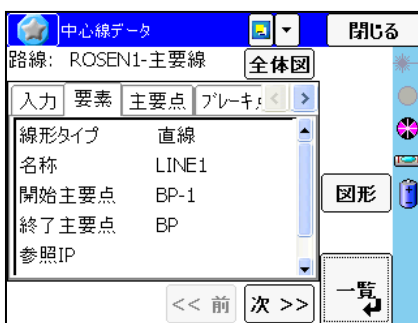 中心線データ
閉じる
路線: ROSEN1-主要線
全体図
入力 要素 主要点 ブレーキ
線形タイプ 直線
名称 LINE1
開始主要点 BP-1
図形
終了主要点 BP
参照IP
<< 前 次 >>
一覧